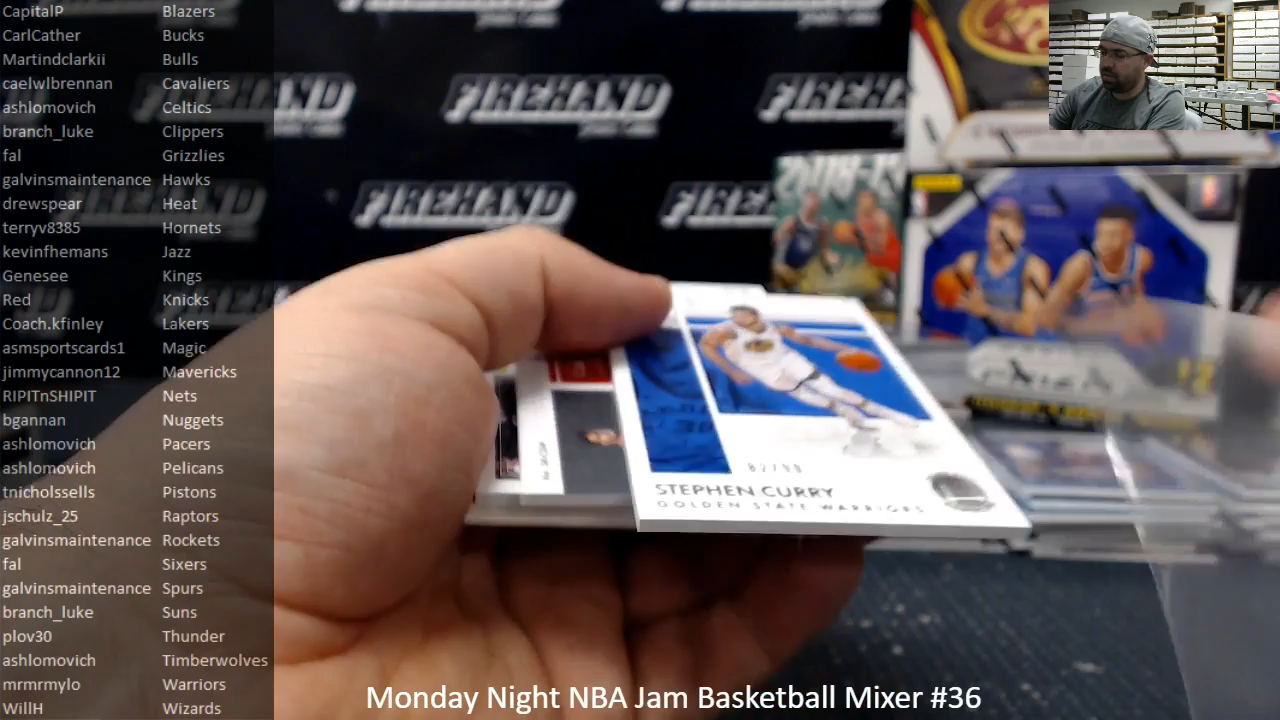 CapitalP Blazers
CarlCather Bucks
Martindclarkii Bulls
caelwlbrennan Cavaliers
ashlomovich Celtics
branch_luke Clippers
fal Grizzlies
galvinsmaintenance Hawks
drewspear Heat
terryv8385 Hornets
kevinfhemans Jazz
Genesee Kings
Red Knicks
Coach.kfinley Lakers
asmsportscards1 Magic
jimmycannon12 Mavericks
RIPITnSHIPIT Nets
bgannan Nuggets
ashlomovich Pacers
ashlomovich Pelicans
tnichossells Pistons
jschulz_25 Raptors
galvinsmaintenance Rockets
fal Sixers
galvinsmaintenance Spurs
branch_luke Suns
plov30 Thunder
ashlomovich Timberwolves
mrmrmylo Warriors
WillH Wizards
FIREHAND
FIREHAND
FIREHAND
FIREHAND
2018-19
STEPHEN CURRY
GOLDEN STATE WARRIORS
Monday Night NBA Jam Basketball Mixer #36